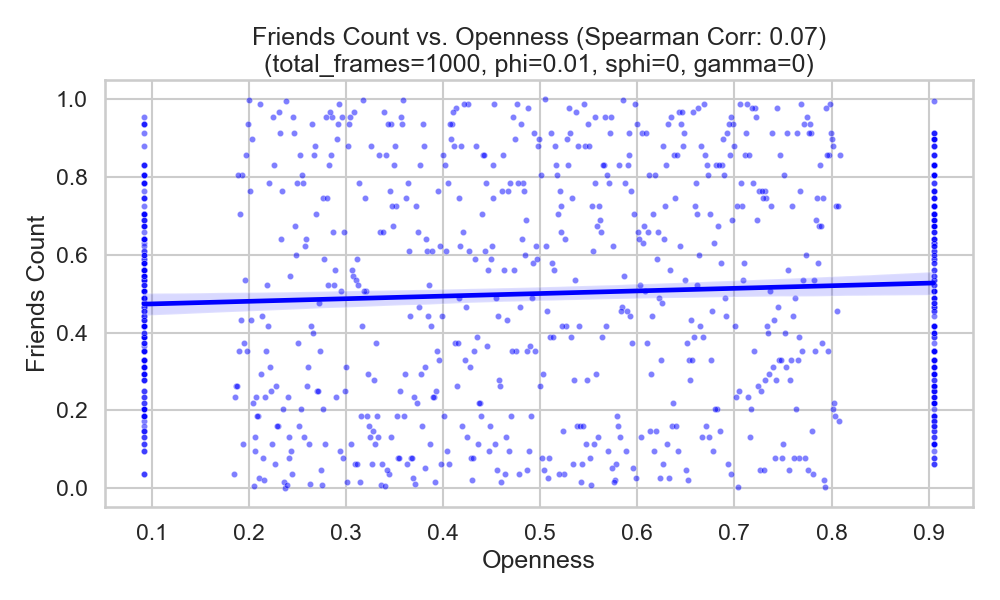 Friends Count vs. Openness (Spearman Corr: 0.07)
(total_frames=1000, phi=0.01, sphi=0, gamma=0)
Friends Count
1.0
0.8
0.6
0.4
0.2
0.0
0.1 0.2 0.3 0.4 0.5 0.6 0.7 0.8 0.9
Openness